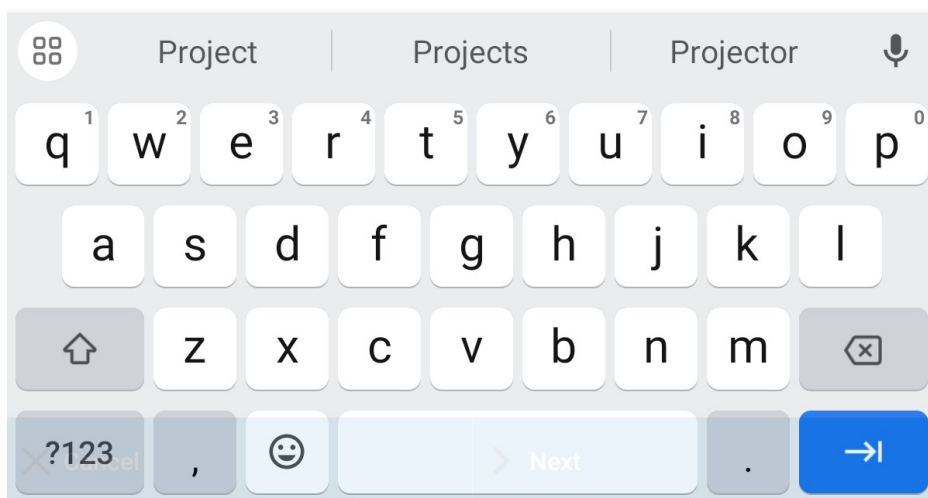 Project Projects Projector
q 1 w 2 e 3 r 4 t 5 y 6 u 7 i 8 o 9 p 0
a s d f g h j k l
z x c v b n m
?123 , .
Cancel Next